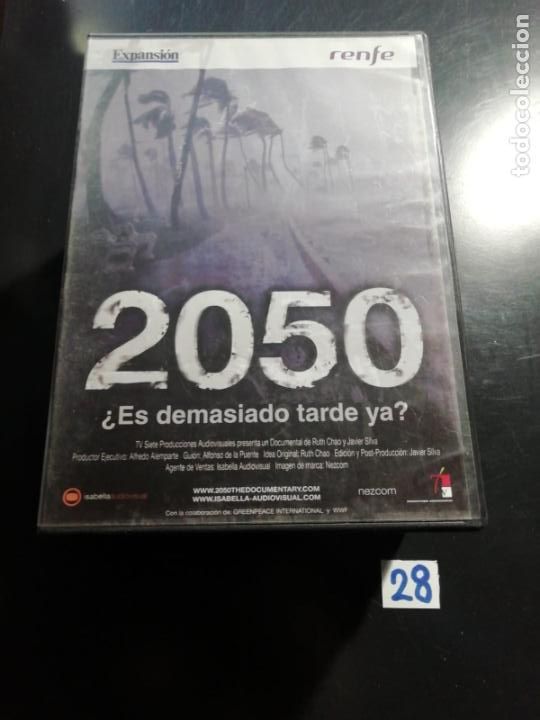 Expansión
renfe
2050
¿Es demasiado tarde ya?
TV Siete Producciones Audiovisuales presenta un Documental de Ruth Chao y Javier Silva
Productor Ejecutivo: Alfredo Alemparte Guión: Alfonso de la Puente Idea Original: Ruth Chao Edición y Post-Producción: Javier Silva
Agente de Ventas: Isabella Audiovisual Imagen de marca: Nezcom
isabellaaudiovisual
WWW.2050THEDOCUMENTARY.COM
WWW.ISABELLA-AUDIOVISUAL.COM
nezcom
Con la colaboración de: GREENPEACE INTERNATIONAL y WWF
28
todocoleccion